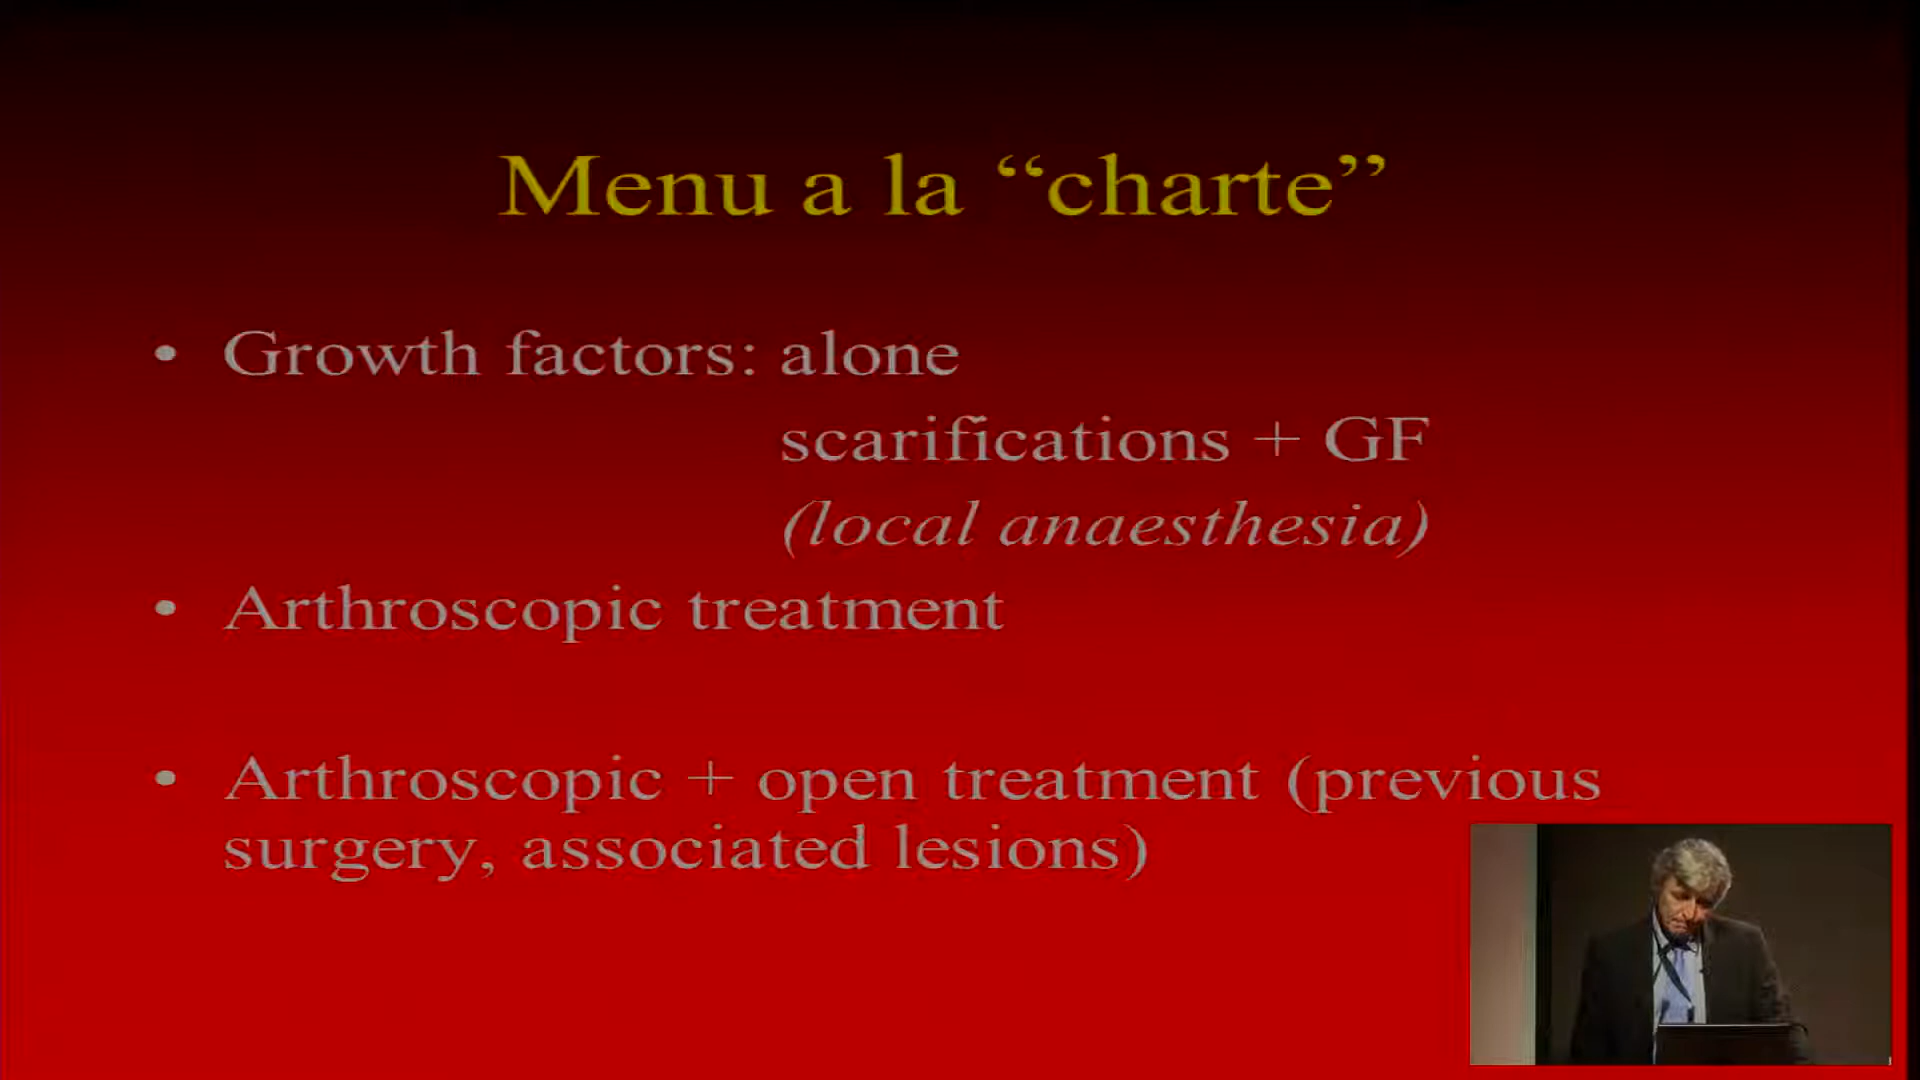 Menu a la “charte”
• Growth factors: alone
scarifications + GF
(local anaesthesia)
• Arthroscopic treatment
• Arthroscopic + open treatment (previous
surgery, associated lesions)